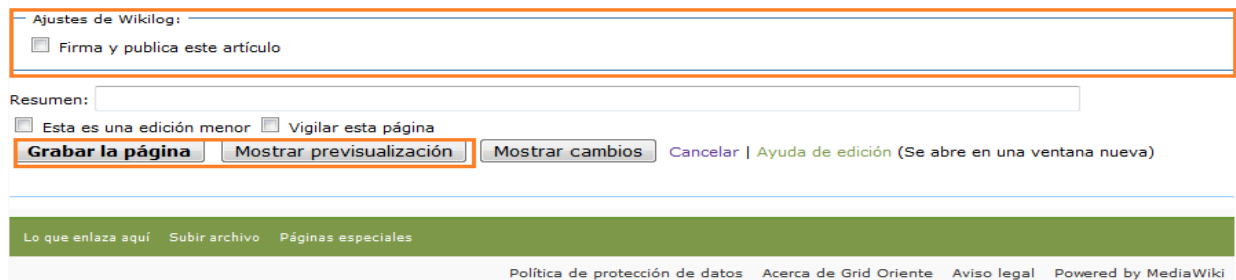 Ajustes de Wikilog:
Firma y publica este artículo
Resumen:
Esta es una edición menor Vigilar esta página
Grabar la página Mostrar previsualización Mostrar cambios Cancelar | Ayuda de edición (Se abre en una ventana nueva)
Lo que enlaza aquí Subir archivo Páginas especiales
Política de protección de datos Acerca de Grid Oriente Aviso legal Powered by MediaWiki